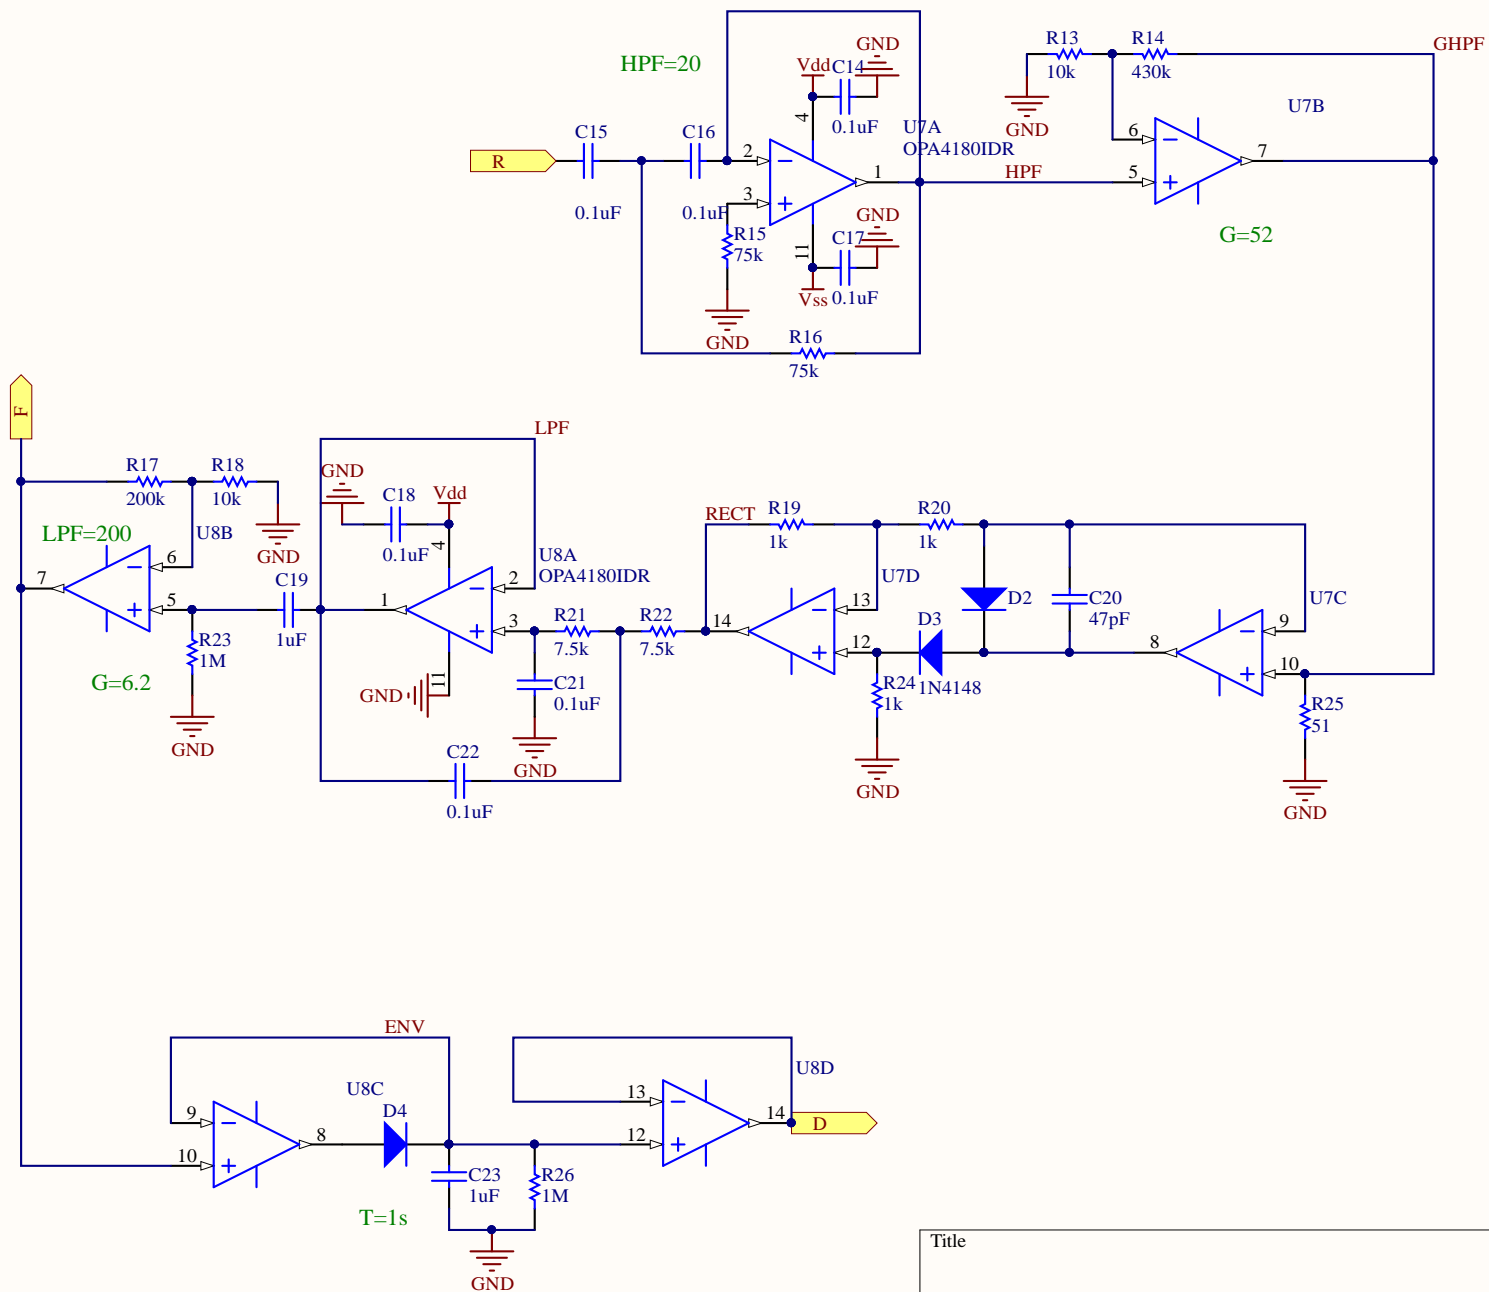 HPF=20
GND
Vdd
C14
0.1uF
4
U7A
OPA4180IDR
R
C15
0.1uF
C16
0.1uF
2
3
1
R15
75k
GND
11
GND
C17
Vss
0.1uF
R16
75k
HPF
R13
10k
R14
430k
GHPF
GND
U7B
6
5
7
G=52
F
R17
200k
R18
10k
LPF=200
U8B
GND
7
6
5
C19
1uF
R23
1M
G=6.2
GND
LPF
GND
C18
0.1uF
Vdd
4
U8A
OPA4180IDR
2
1
3
GND
11
R21
7.5k
R22
7.5k
C21
0.1uF
GND
C22
0.1uF
RECT
R19
1k
R20
1k
U7D
13
14
12
D2
C20
47pF
D3
1N4148
R24
1k
GND
U7C
9
8
10
R25
51
GND
ENV
U8C
9
8
10
D4
C23
1uF
R26
1M
T=1s
GND
U8D
13
14
12
D
Title